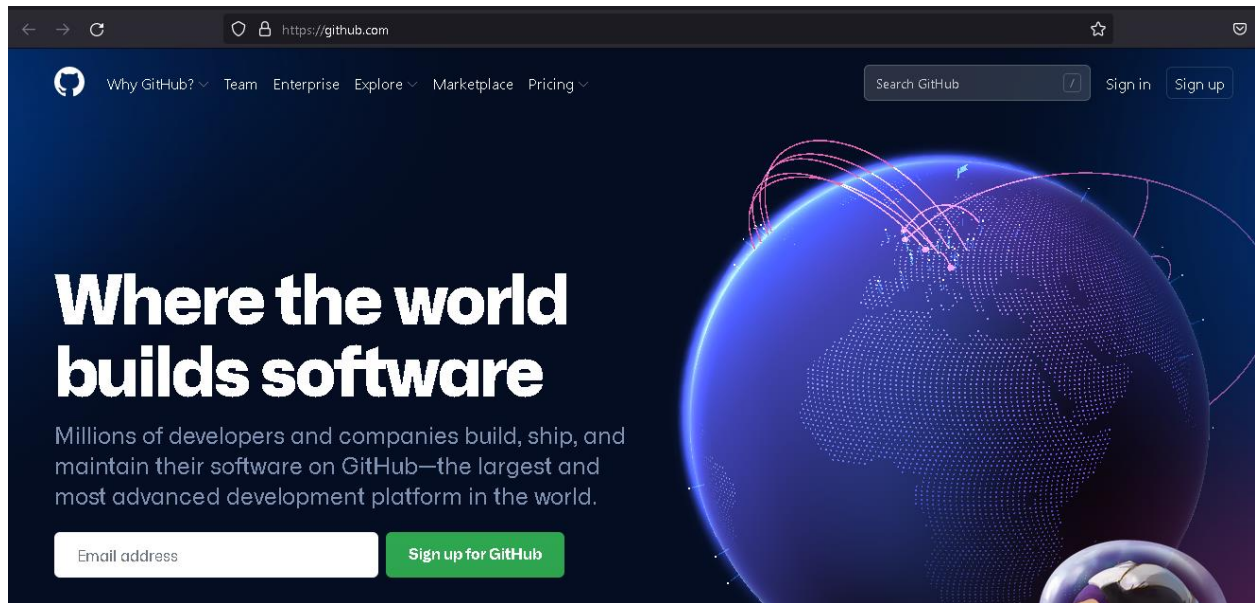 https://github.com
Why GitHub? Team Enterprise Explore Marketplace Pricing Search GitHub / Sign in Sign up
Where the world
builds software
Millions of developers and companies build, ship, and
maintain their software on GitHub—the largest and
most advanced development platform in the world.
Email address Sign up for GitHub